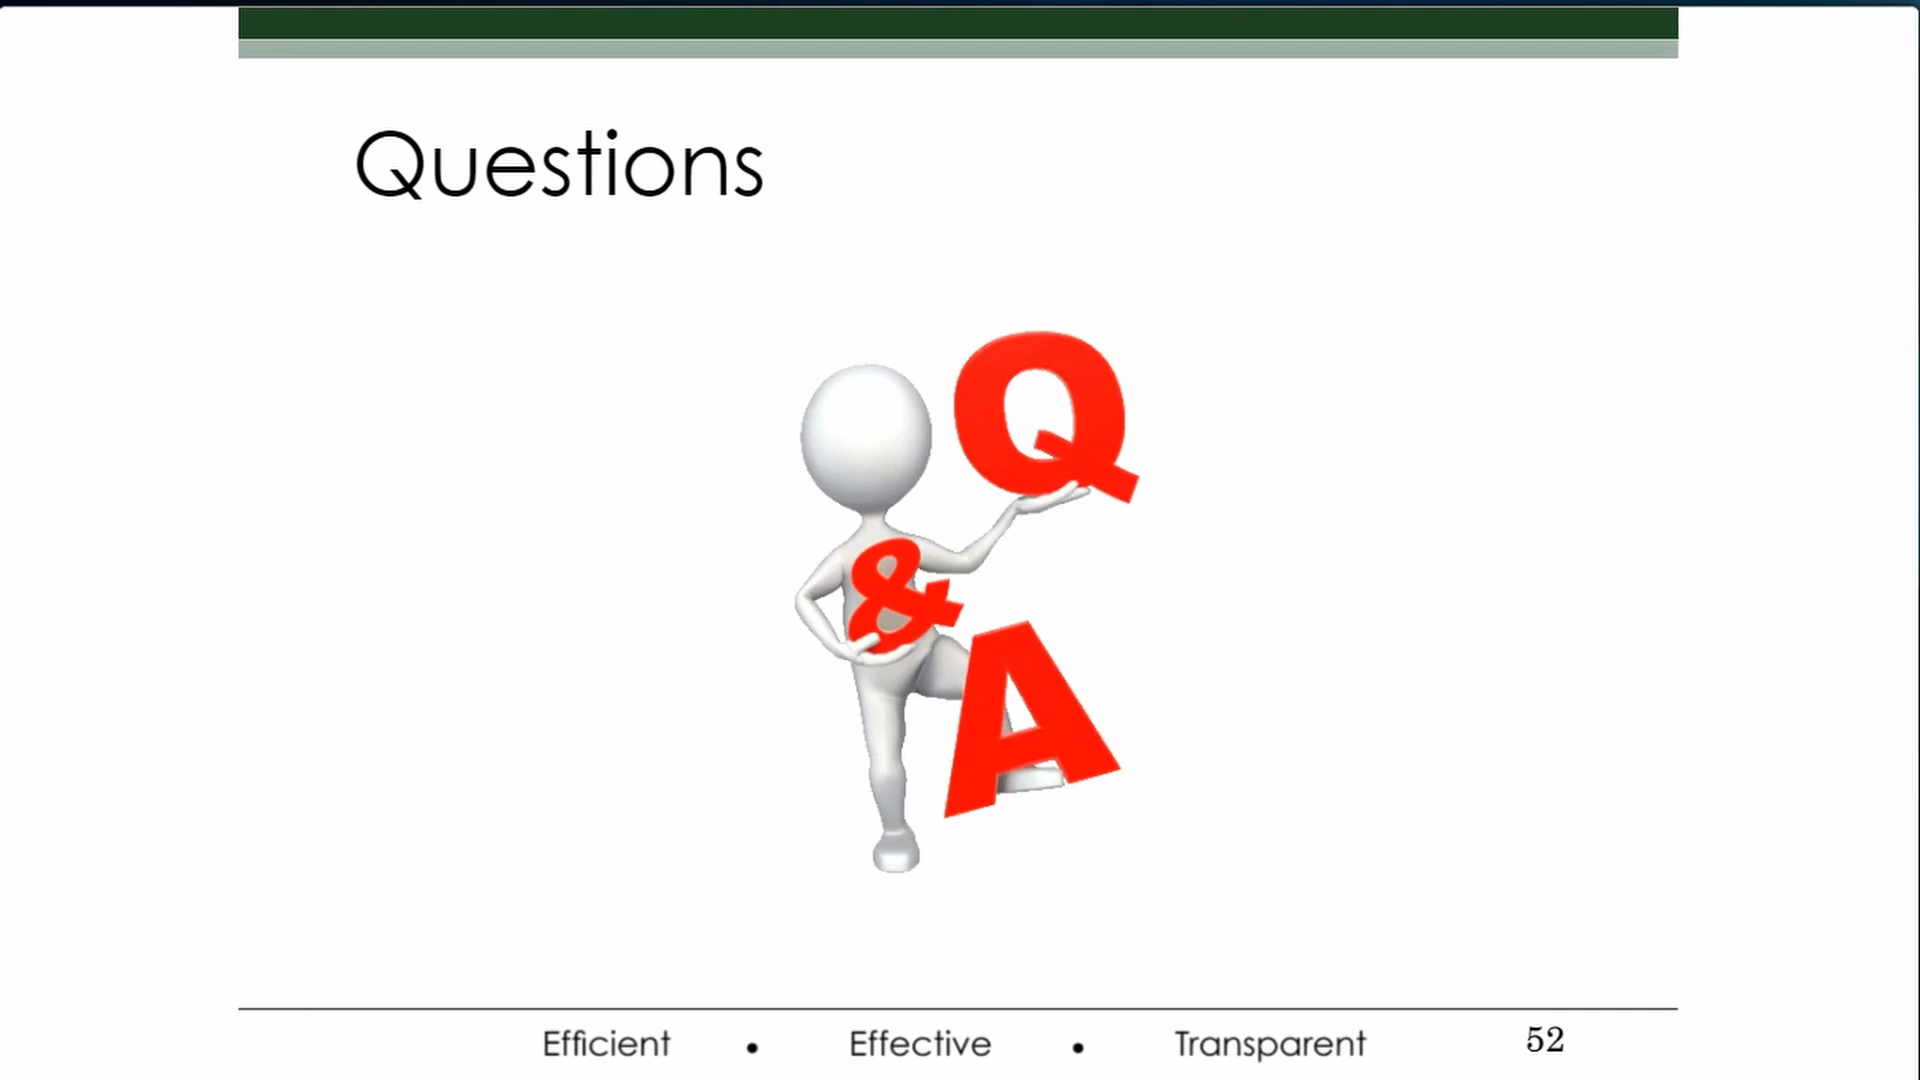 Questions
Q
&
A
Efficient • Effective • Transparent 52